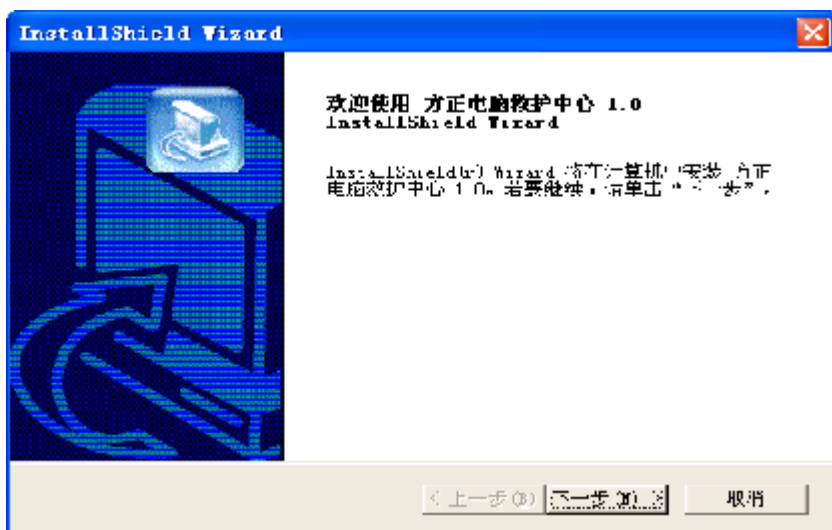 InstallShield Wizard
欢迎使用 方正电脑救护中心 1.0
InstallShield Wizard
InstallShield(R) Wizard 将在计算机中安装 方正
电脑救护中心 1.0。若要继续，请单击“下一步”。
< 上一步(B)
下一步(N) >
取消